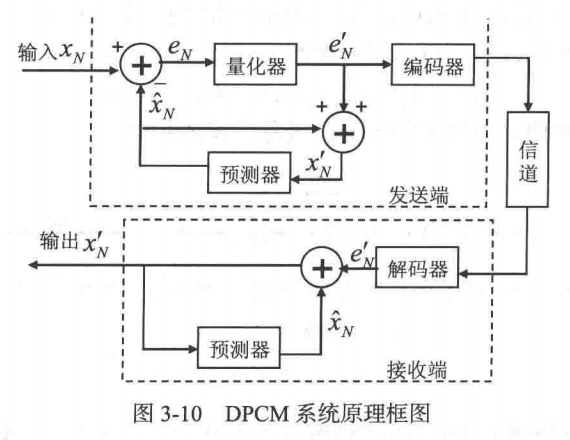 输入 x_N
+
−
e_N
量化器
e'_N
编码器
x̂_N
+ +
预测器
x'_N
发送端
信道
输出 x'_N
e'_N
解码器
x̂_N
预测器
接收端
图 3-10 DPCM 系统原理框图